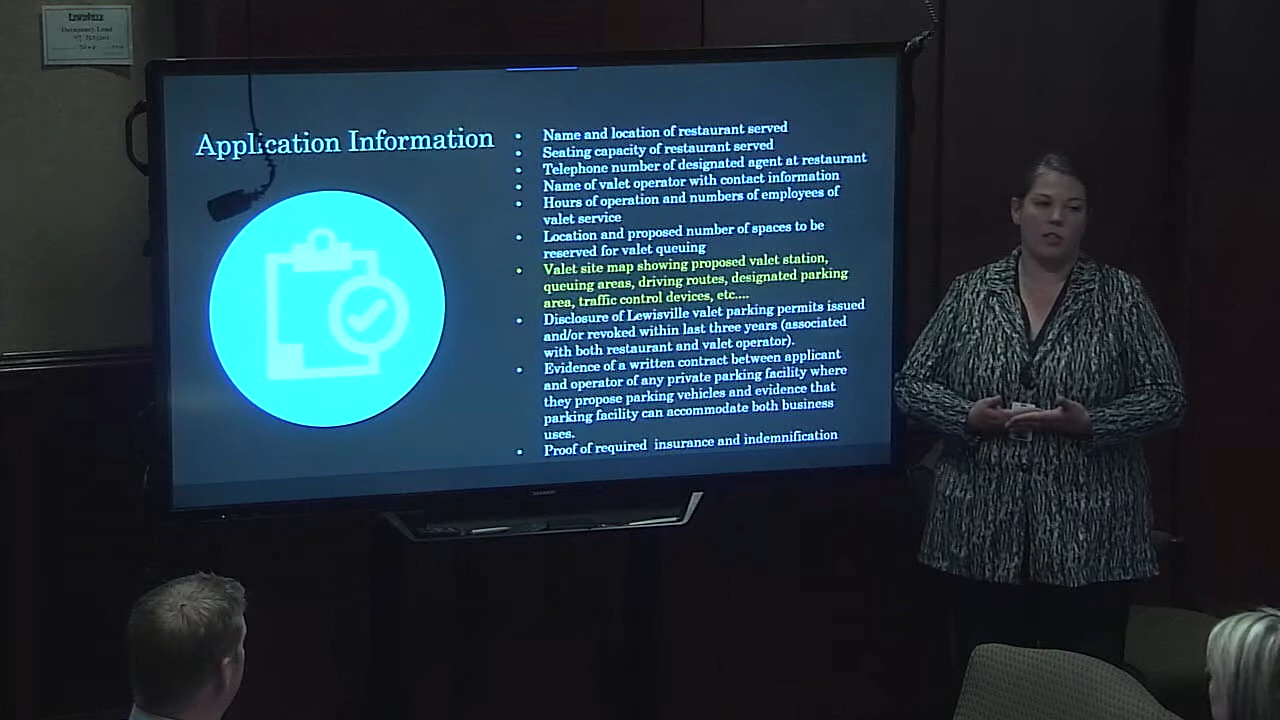 LEWISVILLE
Occupancy Load
Application Information
• Name and location of restaurant served
• Seating capacity of restaurant served
• Telephone number of designated agent at restaurant
• Name of valet operator with contact information
• Hours of operation and numbers of employees of
valet service
• Location and proposed number of spaces to be
reserved for valet queuing
• Valet site map showing proposed valet station,
queuing areas, driving routes, designated parking
area, traffic control devices, etc....
• Disclosure of Lewisville valet parking permits issued
and/or revoked within last three years (associated
with both restaurant and valet operator).
• Evidence of a written contract between applicant
and operator of any private parking facility where
they propose parking vehicles and evidence that
parking facility can accommodate both business
uses.
• Proof of required insurance and indemnification
SHARP